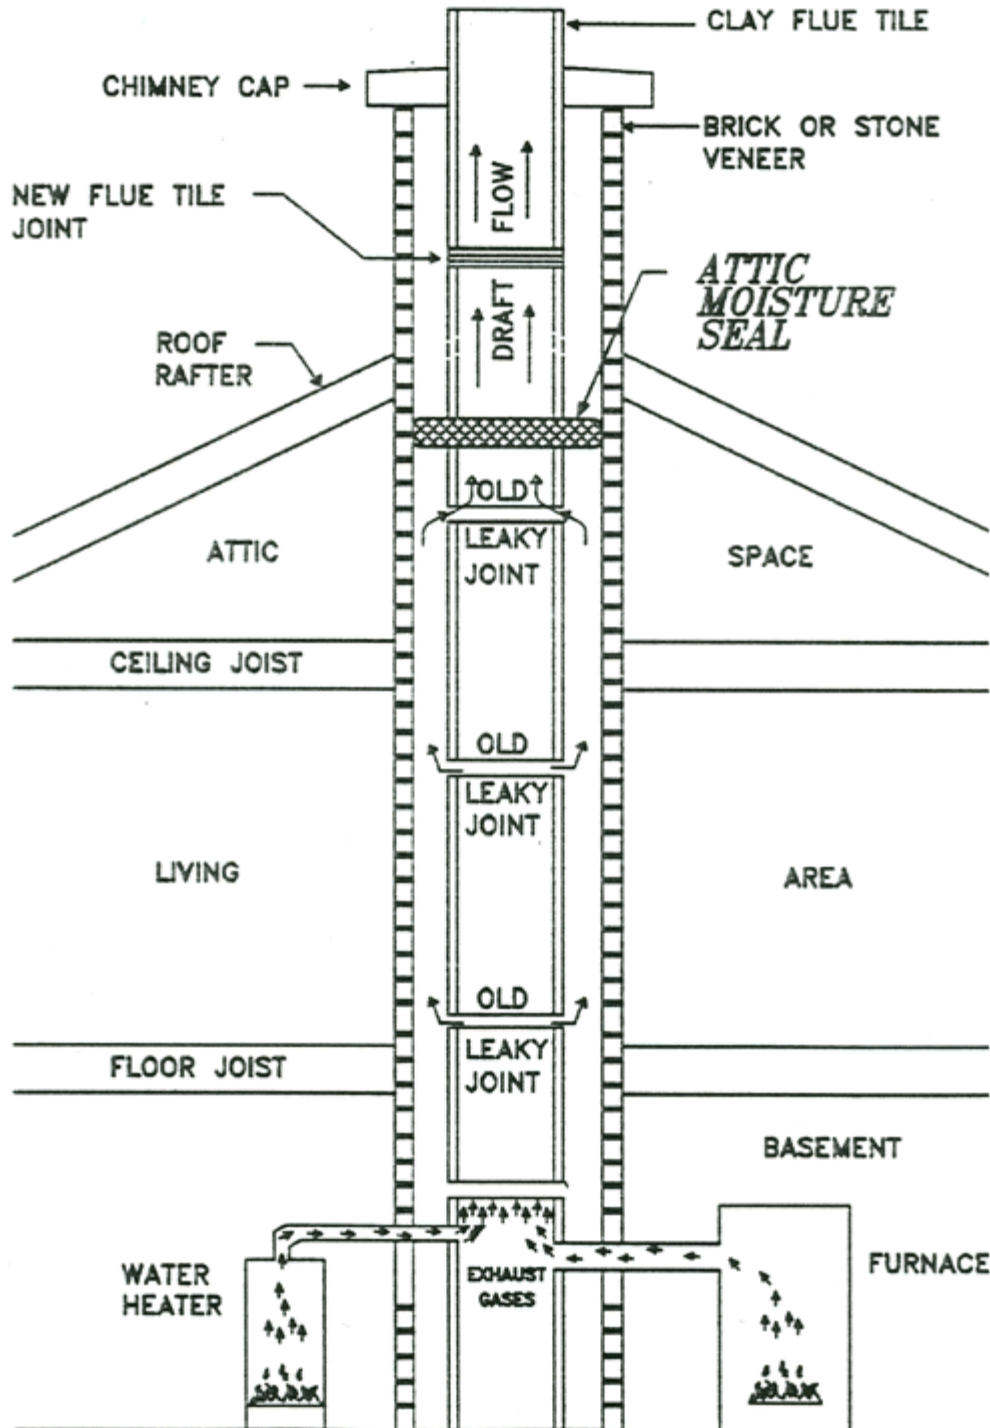 CLAY FLUE TILE
CHIMNEY CAP
BRICK OR STONE
VENEER
NEW FLUE TILE
JOINT
FLOW
DRAFT
ATTIC
MOISTURE
SEAL
ROOF
RAFTER
OLD
LEAKY
JOINT
ATTIC
SPACE
CEILING JOIST
OLD
LEAKY
JOINT
LIVING
AREA
OLD
LEAKY
JOINT
FLOOR JOIST
BASEMENT
WATER
HEATER
EXHAUST
GASES
FURNACE